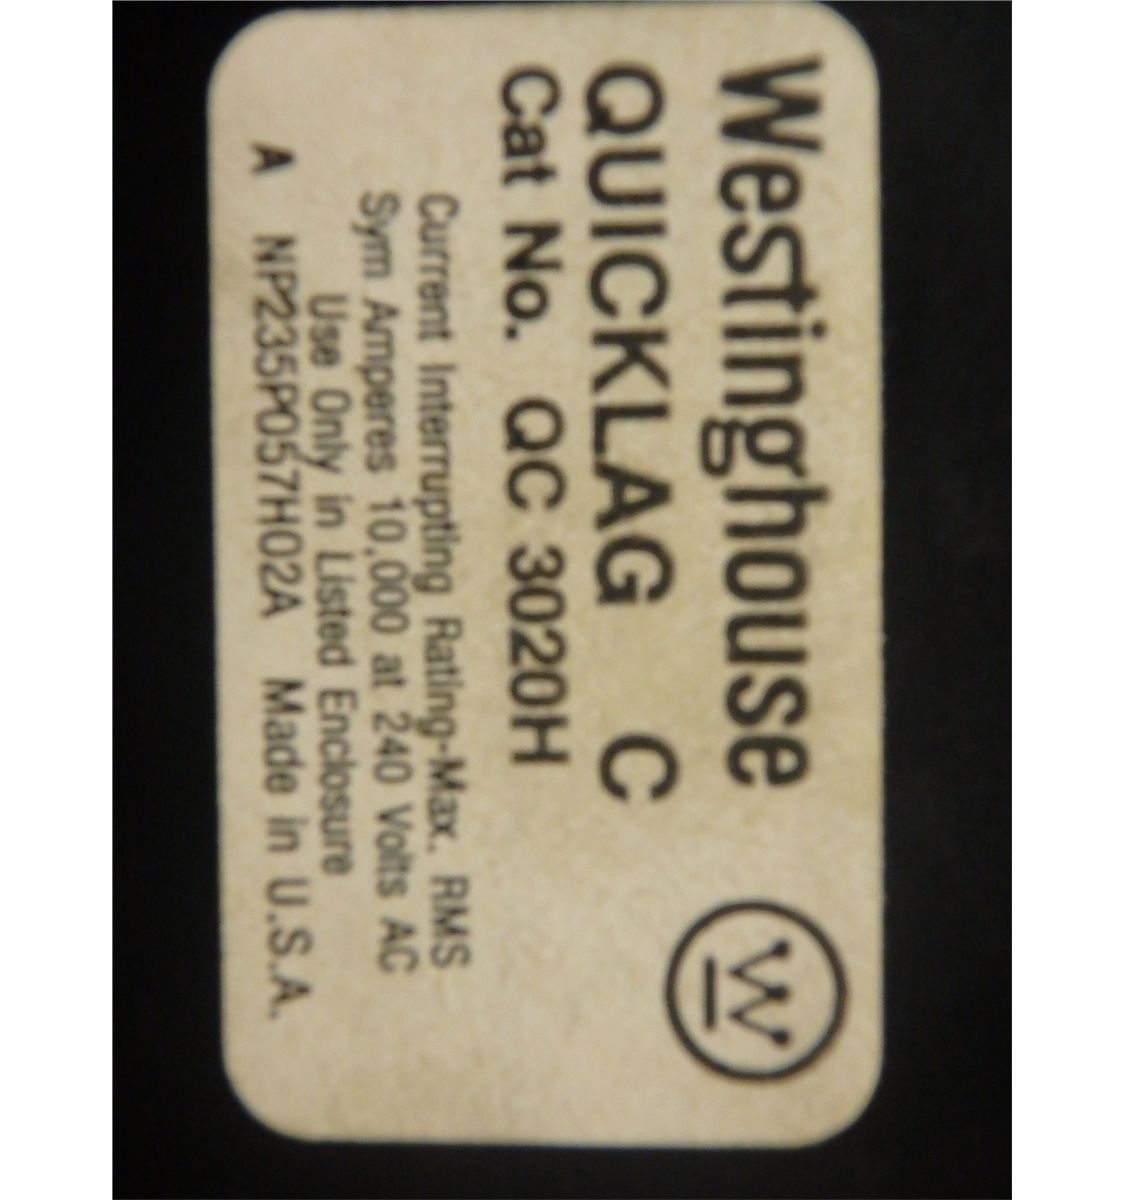 Westinghouse
QUICKLAG C
Cat No. QC 3020H
Current Interrupting Rating-Max. RMS
Sym Amperes 10,000 at 240 Volts AC
Use Only in Listed Enclosure
A NP235P057H02A Made in U.S.A.
W